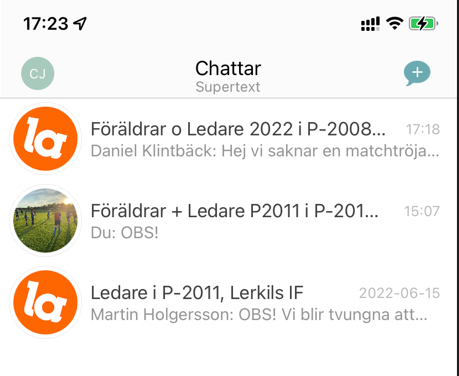 17:23
CJ
Chattar
Supertext
la
Föräldrar o Ledare 2022 i P-2008... 17:18
Daniel Klintbäck: Hej vi saknar en matchtröja...
Föräldrar + Ledare P2011 i P-201... 15:07
Du: OBS!
la
Ledare i P-2011, Lerkils IF 2022-06-15
Martin Holgersson: OBS! Vi blir tvungna att...